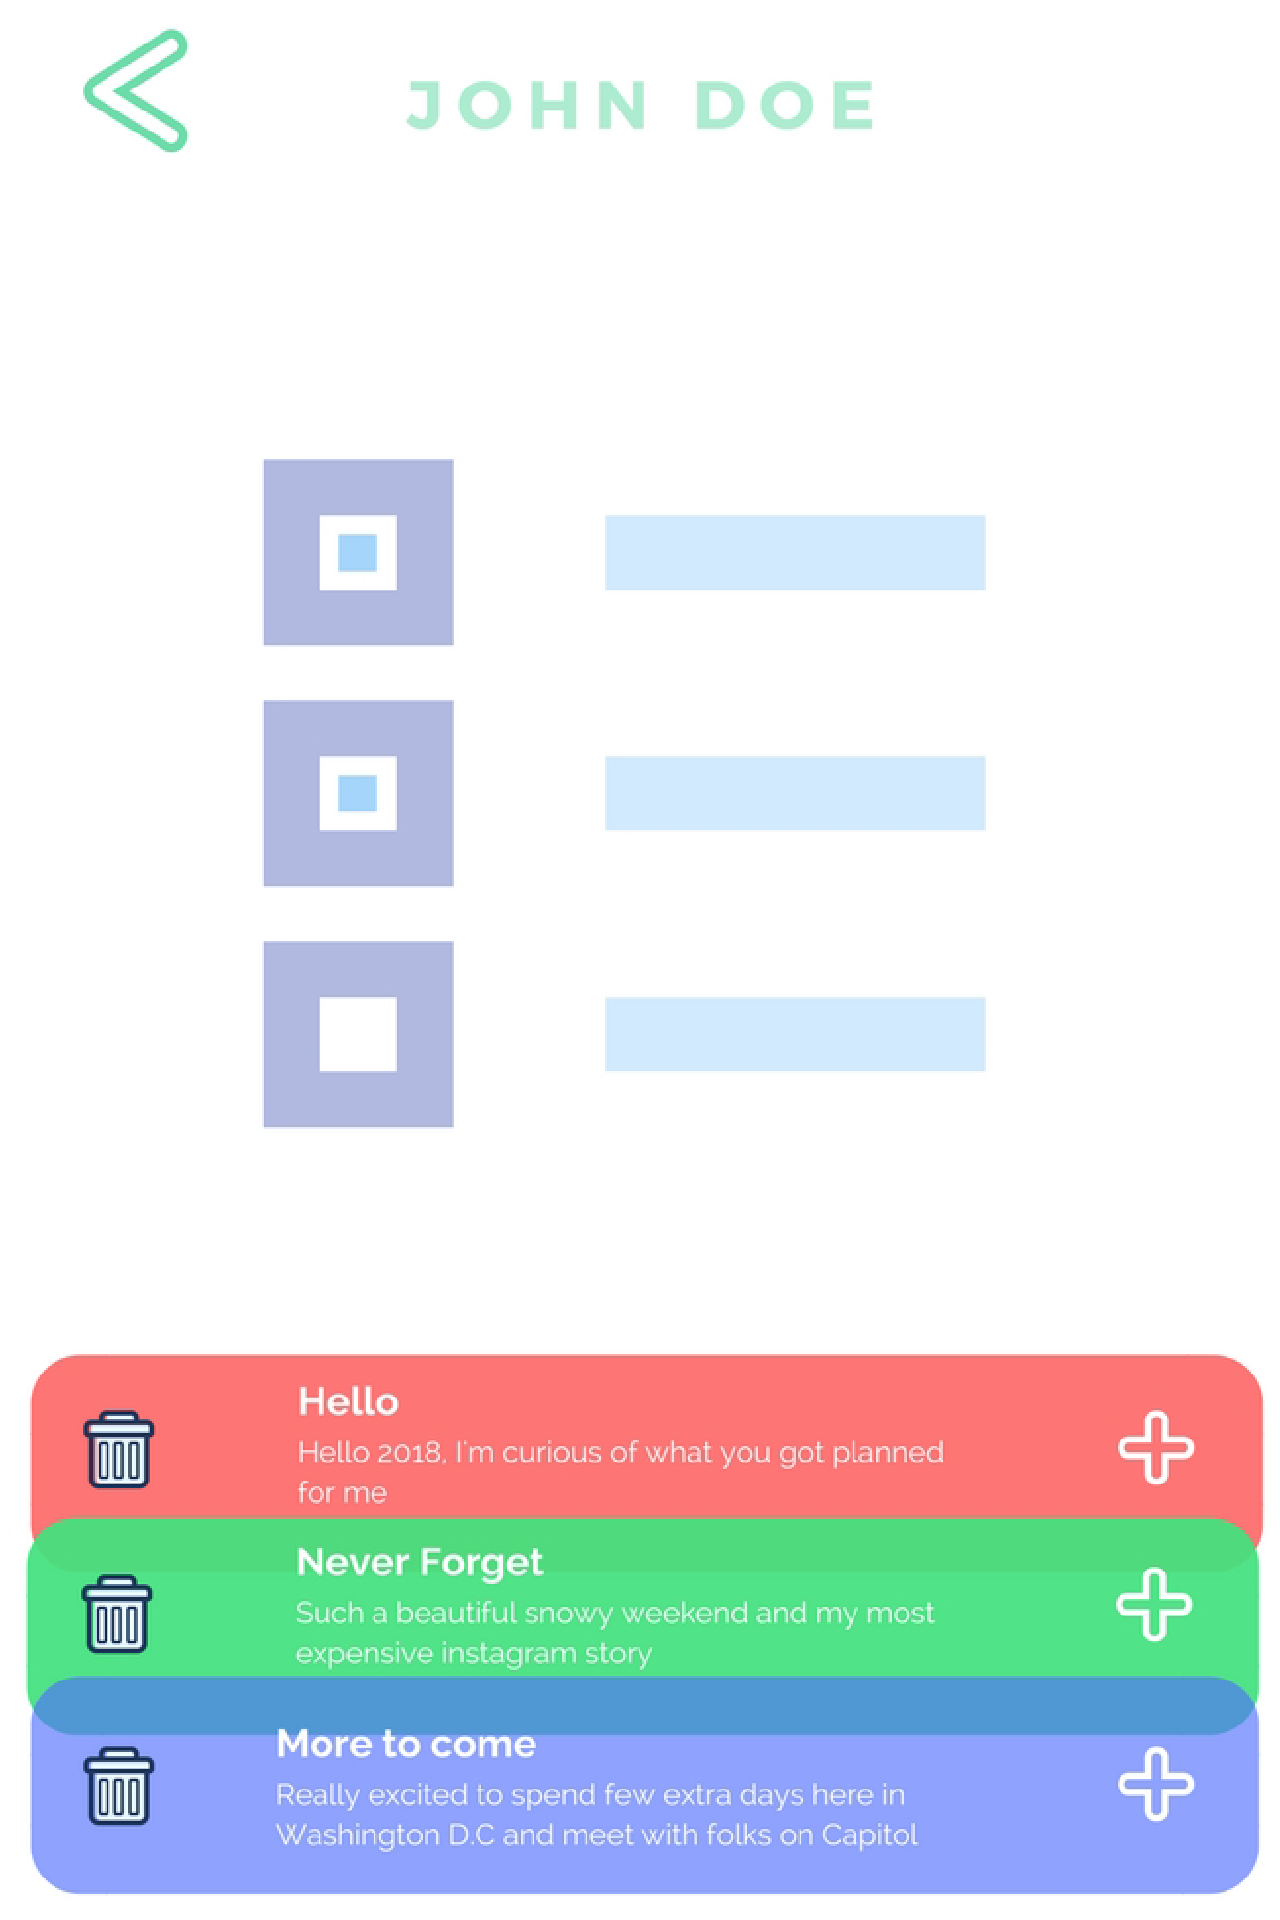 JOHN DOE
Hello
Hello 2018, I'm curious of what you got planned
for me
Never Forget
Such a beautiful snowy weekend and my most
expensive instagram story
More to come
Really excited to spend few extra days here in
Washington D.C and meet with folks on Capitol